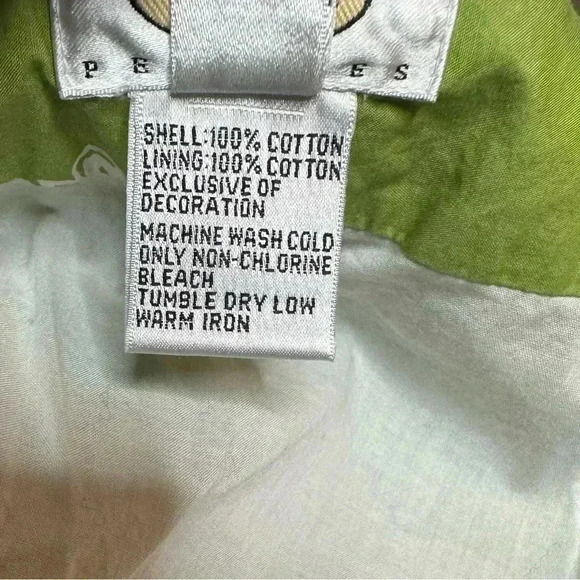 P E E S
SHELL:100% COTTON
LINING:100% COTTON
EXCLUSIVE OF
DECORATION
MACHINE WASH COLD
ONLY NON-CHLORINE
BLEACH
TUMBLE DRY LOW
WARM IRON